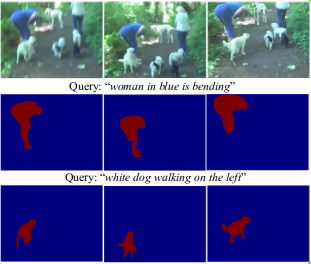 Query: “woman in blue is bending”
Query: “white dog walking on the left”